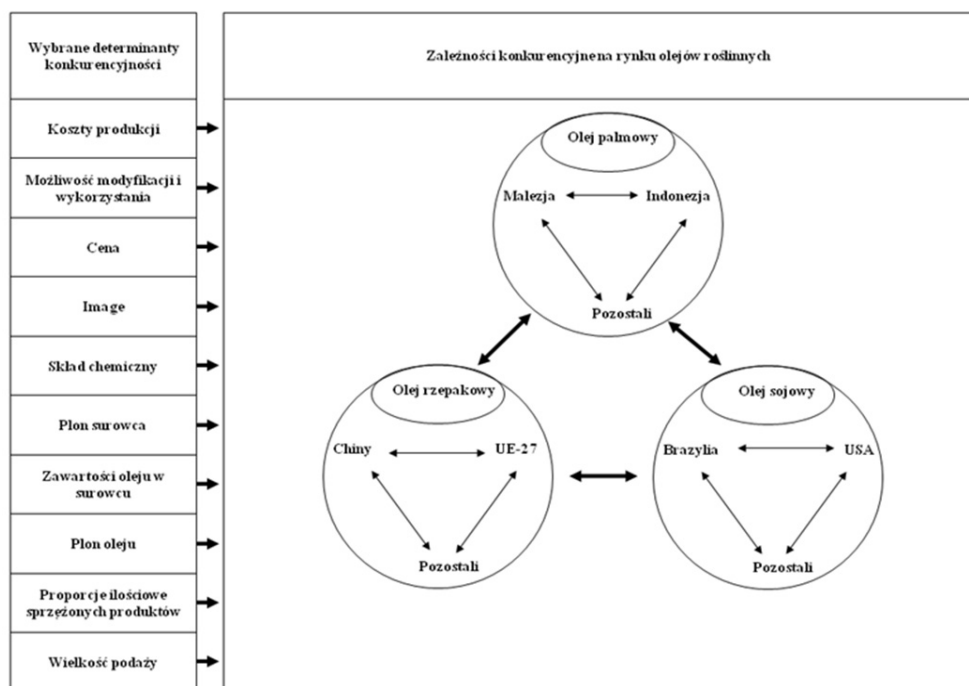 Wybrane determinanty
konkurencyjności
Zależności konkurencyjne na rynku olejów roślinnych
Koszty produkcji
Możliwość modyfikacji i
wykorzystania
Cena
Image
Skład chemiczny
Plon surowca
Zawartości oleju w
surowcu
Plon oleju
Proporcje ilościowe
sprzężonych produktów
Wielkość podaży
Olej palmowy
Malezja
Indonezja
Pozostali
Olej rzepakowy
Chiny
UE-27
Pozostali
Olej sojowy
Brazylia
USA
Pozostali